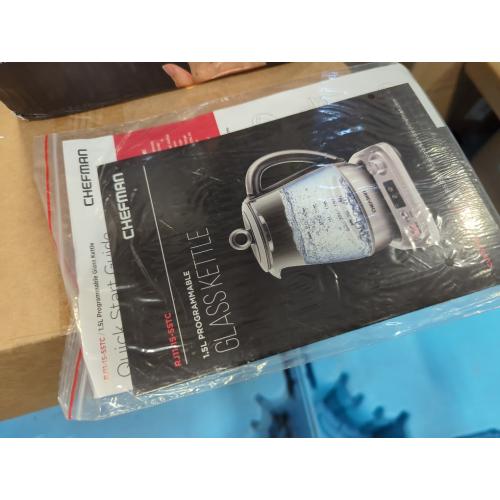 CHEFMAN
RJ11-15-SSTC / 1.5L Programmable Glass Kettle
Quick Start Guide
CHEFMAN
RJ11-15-SSTC
1.5L PROGRAMMABLE
GLASS KETTLE